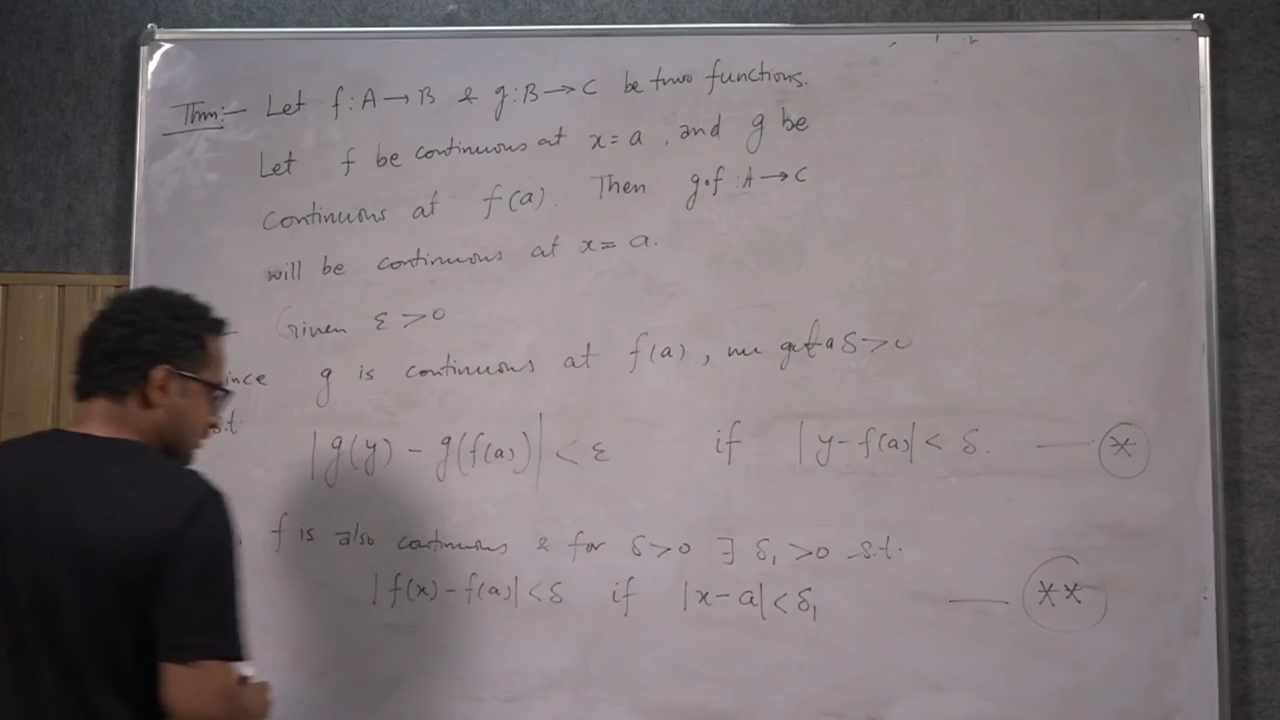 Thm:- Let f: A → B & g: B → C be two functions.
Let f be continuous at x = a, and g be
continuous at f(a). Then g∘f : A → C
will be continuous at x = a.
- Given ε > 0
ince g is continuous at f(a), we get a δ > 0
s.t.
|g(y) - g(f(a))| < ε if |y - f(a)| < δ. — *
f is also continuous & for δ > 0 ∃ δ₁ > 0 s.t.
|f(x) - f(a)| < δ if |x - a| < δ₁ — **